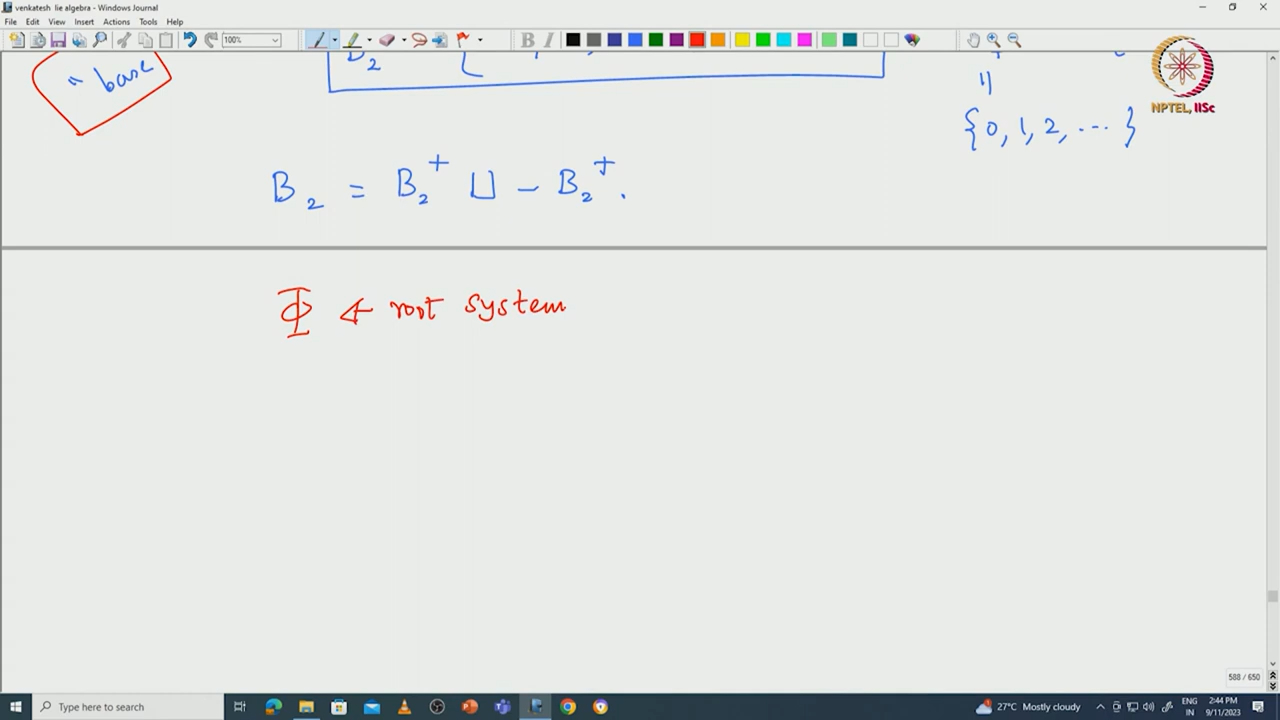 venkatesh lie algebra - Windows Journal
File Edit View Insert Actions Tools Help
100%
B I
B₂
" base
NPTEL, IISc
{0, 1, 2, ... }
B₂ = B₂⁺ ⊔ - B₂⁺.
Φ ← root system
588 / 650
Type here to search
27°C Mostly cloudy
ENG
IN
2:44 PM
9/11/2023